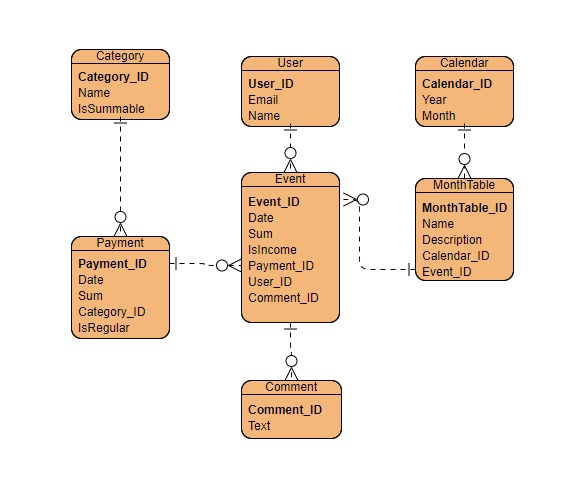 Category
Category_ID
Name
IsSummable
User
User_ID
Email
Name
Calendar
Calendar_ID
Year
Month
Event
Event_ID
Date
Sum
IsIncome
Payment_ID
User_ID
Comment_ID
MonthTable
MonthTable_ID
Name
Description
Calendar_ID
Event_ID
Payment
Payment_ID
Date
Sum
Category_ID
IsRegular
Comment
Comment_ID
Text